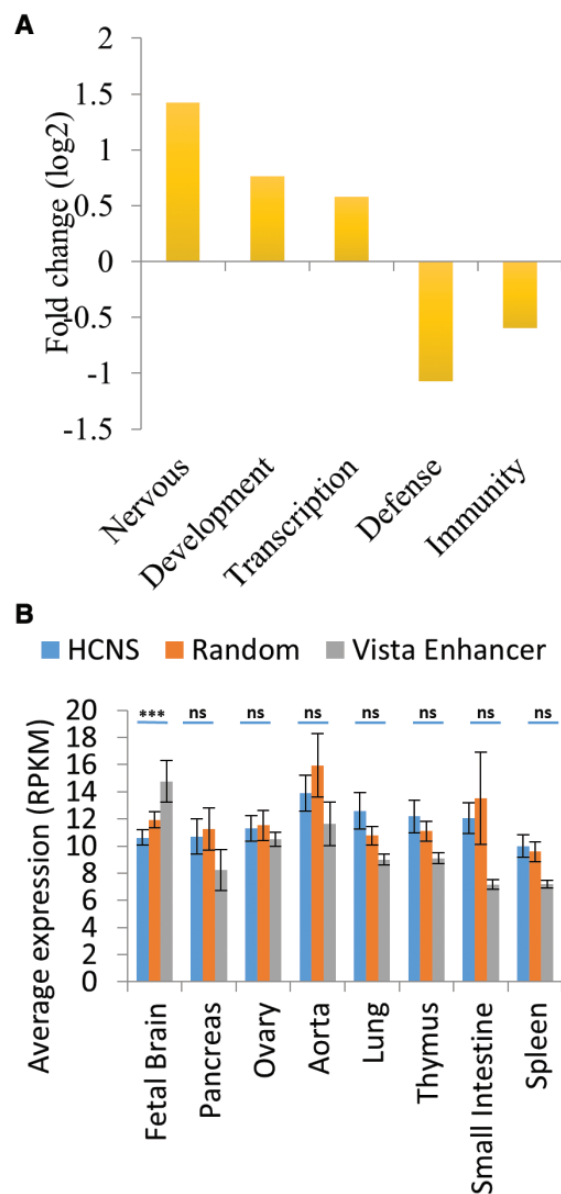 A
2
1.5
1
0.5
0
-0.5
-1
-1.5
Fold change (log2)
Nervous
Development
Transcription
Defense
Immunity
B
HCNS Random Vista Enhancer
*** ns ns ns ns ns ns ns
20
18
16
14
12
10
8
6
4
2
0
Average expression (RPKM)
Fetal Brain
Pancreas
Ovary
Aorta
Lung
Thymus
Small Intestine
Spleen